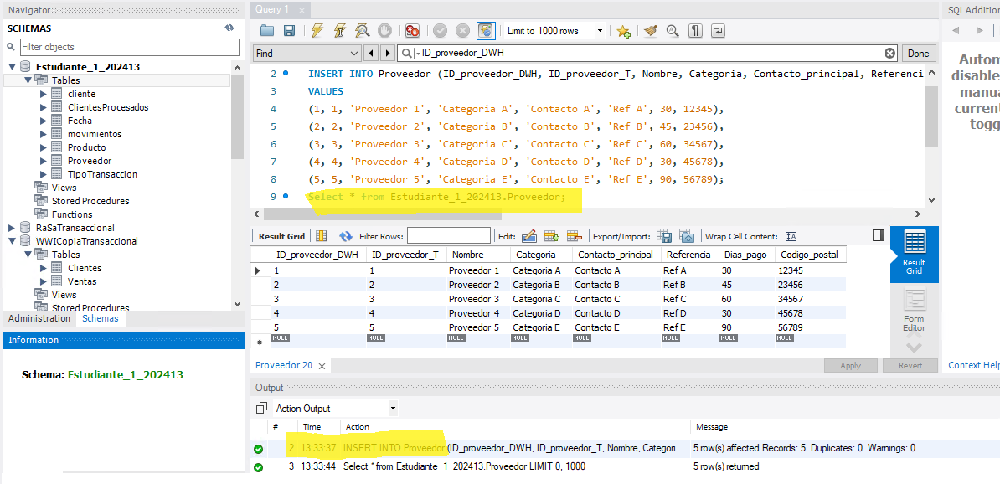 Navigator
SCHEMAS
Filter objects
Estudiante_1_202413
Tables
cliente
ClientesProcesados
Fecha
movimientos
Producto
Proveedor
TipoTransaccion
Views
Stored Procedures
Functions
RaSaTransaccional
WWICopiaTransaccional
Tables
Clientes
Ventas
Views
Stored Procedures
Administration Schemas
Information
Schema: Estudiante_1_202413
Query 1
Limit to 1000 rows
Find ID_proveedor_DWH Done
2 INSERT INTO Proveedor (ID_proveedor_DWH, ID_proveedor_T, Nombre, Categoria, Contacto_principal, Referenci
3 VALUES
4 (1, 1, 'Proveedor 1', 'Categoria A', 'Contacto A', 'Ref A', 30, 12345),
5 (2, 2, 'Proveedor 2', 'Categoria B', 'Contacto B', 'Ref B', 45, 23456),
6 (3, 3, 'Proveedor 3', 'Categoria C', 'Contacto C', 'Ref C', 60, 34567),
7 (4, 4, 'Proveedor 4', 'Categoria D', 'Contacto D', 'Ref D', 30, 45678),
8 (5, 5, 'Proveedor 5', 'Categoria E', 'Contacto E', 'Ref E', 90, 56789);
9 Select * from Estudiante_1_202413.Proveedor;
Result Grid Filter Rows: Edit: Export/Import: Wrap Cell Content:
ID_proveedor_DWH ID_proveedor_T Nombre Categoria Contacto_principal Referencia Dias_pago Codigo_postal
1 1 Proveedor 1 Categoria A Contacto A Ref A 30 12345
2 2 Proveedor 2 Categoria B Contacto B Ref B 45 23456
3 3 Proveedor 3 Categoria C Contacto C Ref C 60 34567
4 4 Proveedor 4 Categoria D Contacto D Ref D 30 45678
5 5 Proveedor 5 Categoria E Contacto E Ref E 90 56789
NULL NULL NULL NULL NULL NULL NULL NULL
Result
Grid
Form
Editor
Proveedor 20 Apply Revert
Output
Action Output
# Time Action Message
2 13:33:37 INSERT INTO Proveedor (ID_proveedor_DWH, ID_proveedor_T, Nombre, Categori... 5 row(s) affected Records: 5 Duplicates: 0 Warnings: 0
3 13:33:44 Select * from Estudiante_1_202413.Proveedor LIMIT 0, 1000 5 row(s) returned
SQLAddition
Autom
disable
manua
current
togg
Context Help